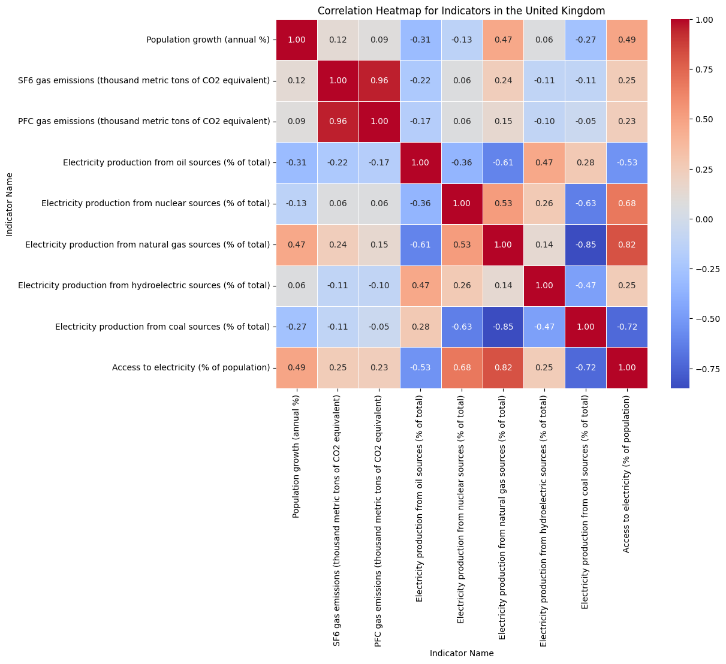 Correlation Heatmap for Indicators in the United Kingdom
Indicator Name
Population growth (annual %) 1.00 0.12 0.09 -0.31 -0.13 0.47 0.06 -0.27 0.49
SF6 gas emissions (thousand metric tons of CO2 equivalent) 0.12 1.00 0.96 -0.22 0.06 0.24 -0.11 -0.11 0.25
PFC gas emissions (thousand metric tons of CO2 equivalent) 0.09 0.96 1.00 -0.17 0.06 0.15 -0.10 -0.05 0.23
Electricity production from oil sources (% of total) -0.31 -0.22 -0.17 1.00 -0.36 -0.61 0.47 0.28 -0.53
Electricity production from nuclear sources (% of total) -0.13 0.06 0.06 -0.36 1.00 0.53 0.26 -0.63 0.68
Electricity production from natural gas sources (% of total) 0.47 0.24 0.15 -0.61 0.53 1.00 0.14 -0.85 0.82
Electricity production from hydroelectric sources (% of total) 0.06 -0.11 -0.10 0.47 0.26 0.14 1.00 -0.47 0.25
Electricity production from coal sources (% of total) -0.27 -0.11 -0.05 0.28 -0.63 -0.85 -0.47 1.00 -0.72
Access to electricity (% of population) 0.49 0.25 0.23 -0.53 0.68 0.82 0.25 -0.72 1.00
Population growth (annual %)
SF6 gas emissions (thousand metric tons of CO2 equivalent)
PFC gas emissions (thousand metric tons of CO2 equivalent)
Electricity production from oil sources (% of total)
Electricity production from nuclear sources (% of total)
Electricity production from natural gas sources (% of total)
Electricity production from hydroelectric sources (% of total)
Electricity production from coal sources (% of total)
Access to electricity (% of population)
Indicator Name
1.00
0.75
0.50
0.25
0.00
−0.25
−0.50
−0.75